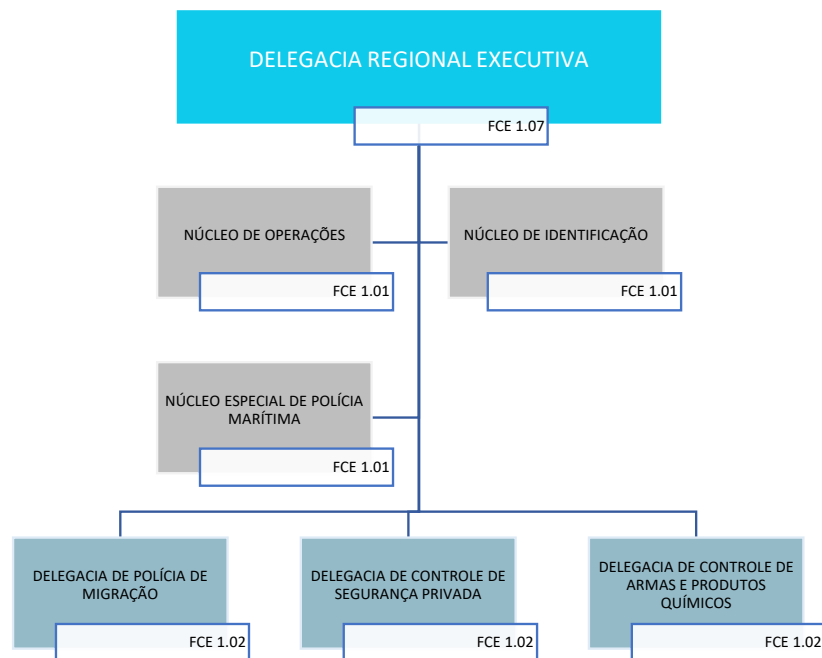 DELEGACIA REGIONAL EXECUTIVA
FCE 1.07
NÚCLEO DE OPERAÇÕES
FCE 1.01
NÚCLEO DE IDENTIFICAÇÃO
FCE 1.01
NÚCLEO ESPECIAL DE POLÍCIA
MARÍTIMA
FCE 1.01
DELEGACIA DE POLÍCIA DE
MIGRAÇÃO
FCE 1.02
DELEGACIA DE CONTROLE DE
SEGURANÇA PRIVADA
FCE 1.02
DELEGACIA DE CONTROLE DE
ARMAS E PRODUTOS
QUÍMICOS
FCE 1.02